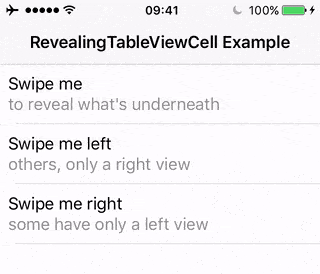 09:41
100%
RevealingTableViewCell Example
Swipe me
to reveal what's underneath
Swipe me left
others, only a right view
Swipe me right
some have only a left view